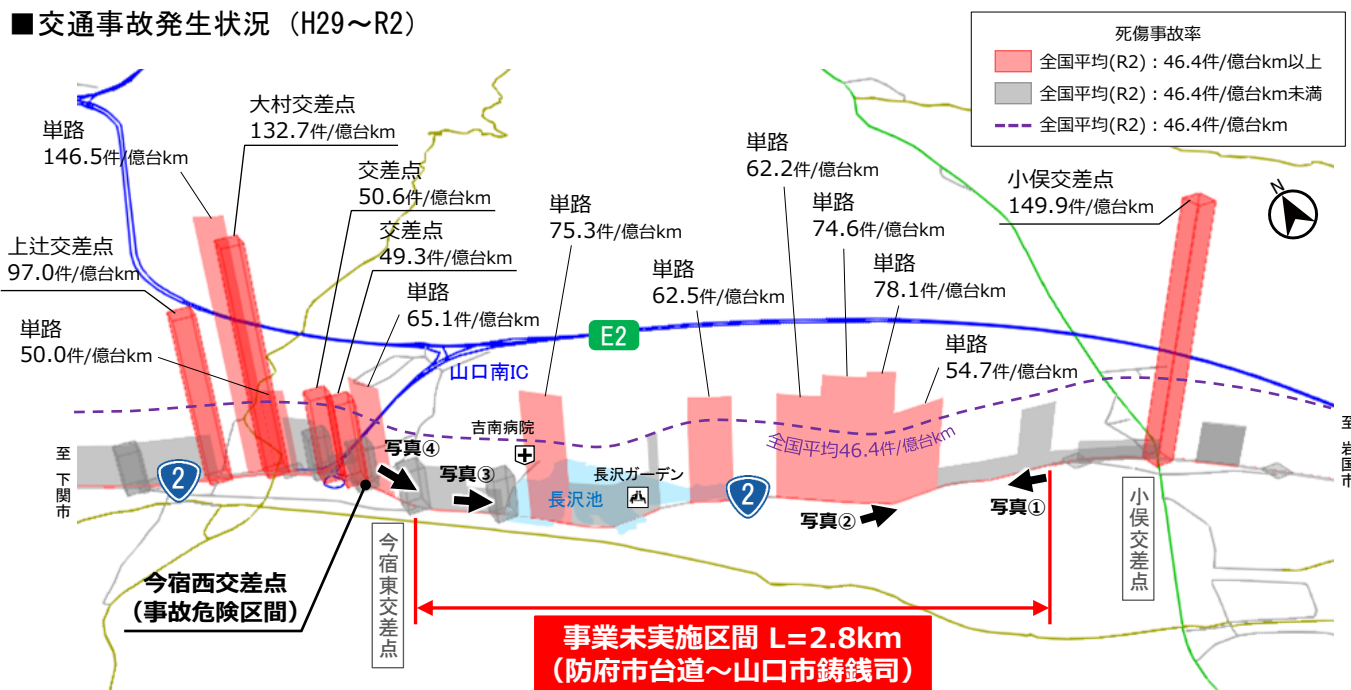 ■交通事故発生状況（H29～R2）
死傷事故率
全国平均(R2)：46.4件/億台km以上
全国平均(R2)：46.4件/億台km未満
全国平均(R2)：46.4件/億台km
単路
146.5件/億台km
大村交差点
132.7件/億台km
交差点
50.6件/億台km
交差点
49.3件/億台km
上辻交差点
97.0件/億台km
単路
50.0件/億台km
単路
65.1件/億台km
単路
75.3件/億台km
単路
62.5件/億台km
単路
62.2件/億台km
単路
74.6件/億台km
単路
78.1件/億台km
単路
54.7件/億台km
小俣交差点
149.9件/億台km
N
E2
山口南IC
吉南病院
全国平均46.4件/億台km
至 下関市
至 岩国市
2
写真④
写真③
長沢ガーデン
長沢池
2
写真②
写真①
今宿西交差点
（事故危険区間）
今宿東交差点
小俣交差点
事業未実施区間 L=2.8km
（防府市台道～山口市鋳銭司）